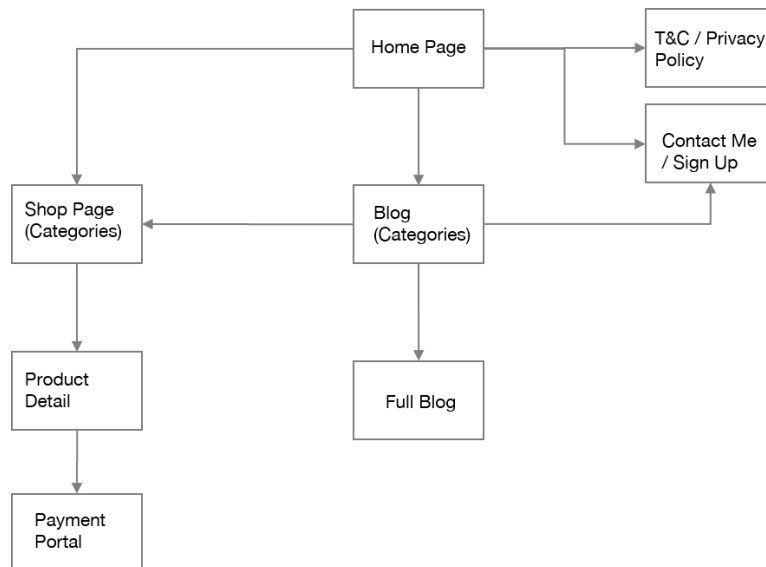 Home Page
T&C / Privacy
Policy
Contact Me
/ Sign Up
Shop Page
(Categories)
Blog
(Categories)
Product
Detail
Full Blog
Payment
Portal